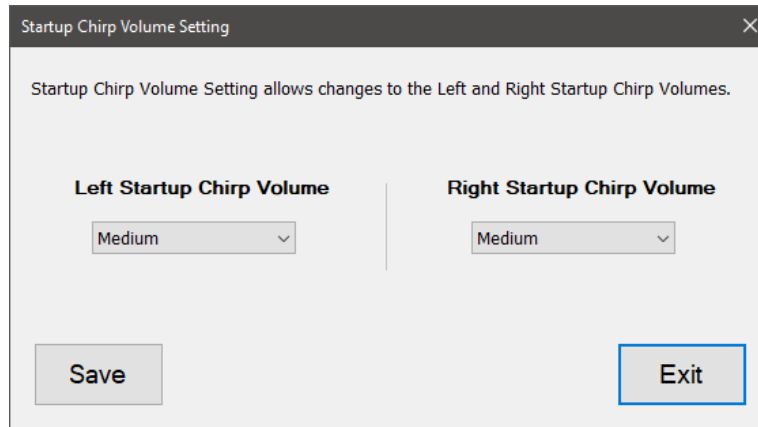 Startup Chirp Volume Setting
Startup Chirp Volume Setting allows changes to the Left and Right Startup Chirp Volumes.
Left Startup Chirp Volume
Right Startup Chirp Volume
Medium
Medium
Save
Exit